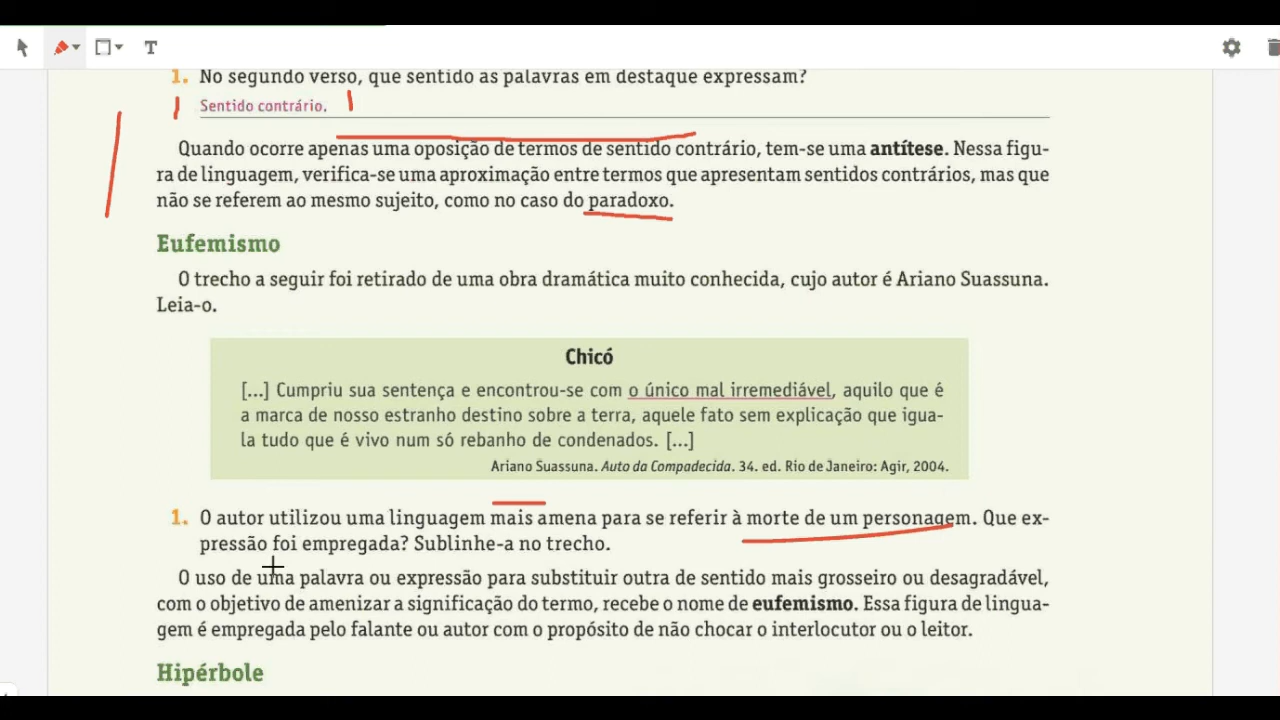 T
1. No segundo verso, que sentido as palavras em destaque expressam?
Sentido contrário.
Quando ocorre apenas uma oposição de termos de sentido contrário, tem-se uma antítese. Nessa figu-
ra de linguagem, verifica-se uma aproximação entre termos que apresentam sentidos contrários, mas que
não se referem ao mesmo sujeito, como no caso do paradoxo.
Eufemismo
O trecho a seguir foi retirado de uma obra dramática muito conhecida, cujo autor é Ariano Suassuna.
Leia-o.
Chicó
[...] Cumpriu sua sentença e encontrou-se com o único mal irremediável, aquilo que é
a marca de nosso estranho destino sobre a terra, aquele fato sem explicação que igua-
la tudo que é vivo num só rebanho de condenados. [...]
Ariano Suassuna. Auto da Compadecida. 34. ed. Rio de Janeiro: Agir, 2004.
1. O autor utilizou uma linguagem mais amena para se referir à morte de um personagem. Que ex-
pressão foi empregada? Sublinhe-a no trecho.
O uso de uma palavra ou expressão para substituir outra de sentido mais grosseiro ou desagradável,
com o objetivo de amenizar a significação do termo, recebe o nome de eufemismo. Essa figura de lingua-
gem é empregada pelo falante ou autor com o propósito de não chocar o interlocutor ou o leitor.
Hipérbole